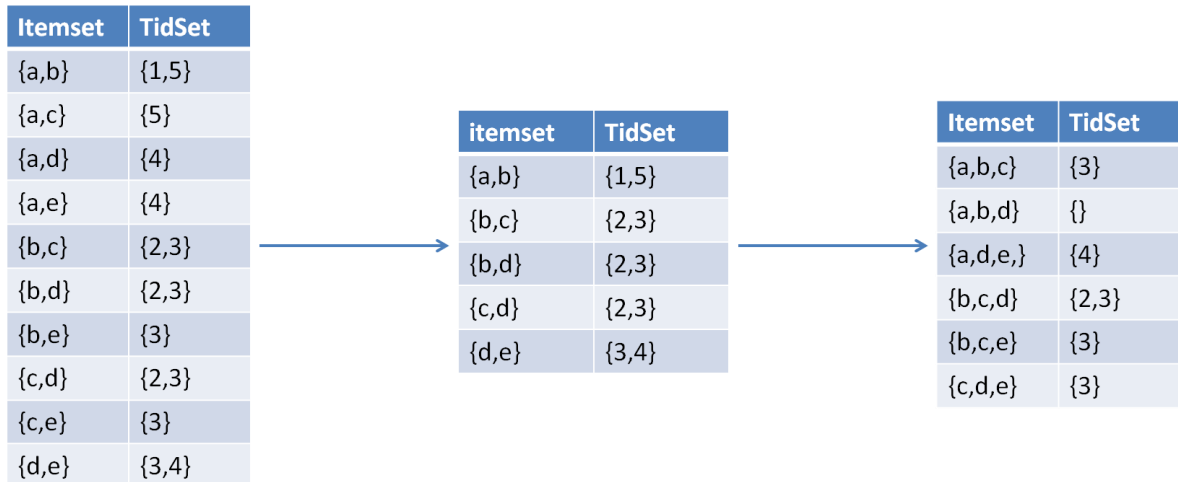 Itemset TidSet
{a,b} {1,5}
{a,c} {5}
{a,d} {4}
{a,e} {4}
{b,c} {2,3}
{b,d} {2,3}
{b,e} {3}
{c,d} {2,3}
{c,e} {3}
{d,e} {3,4}
itemset TidSet
{a,b} {1,5}
{b,c} {2,3}
{b,d} {2,3}
{c,d} {2,3}
{d,e} {3,4}
Itemset TidSet
{a,b,c} {3}
{a,b,d} {}
{a,d,e,} {4}
{b,c,d} {2,3}
{b,c,e} {3}
{c,d,e} {3}